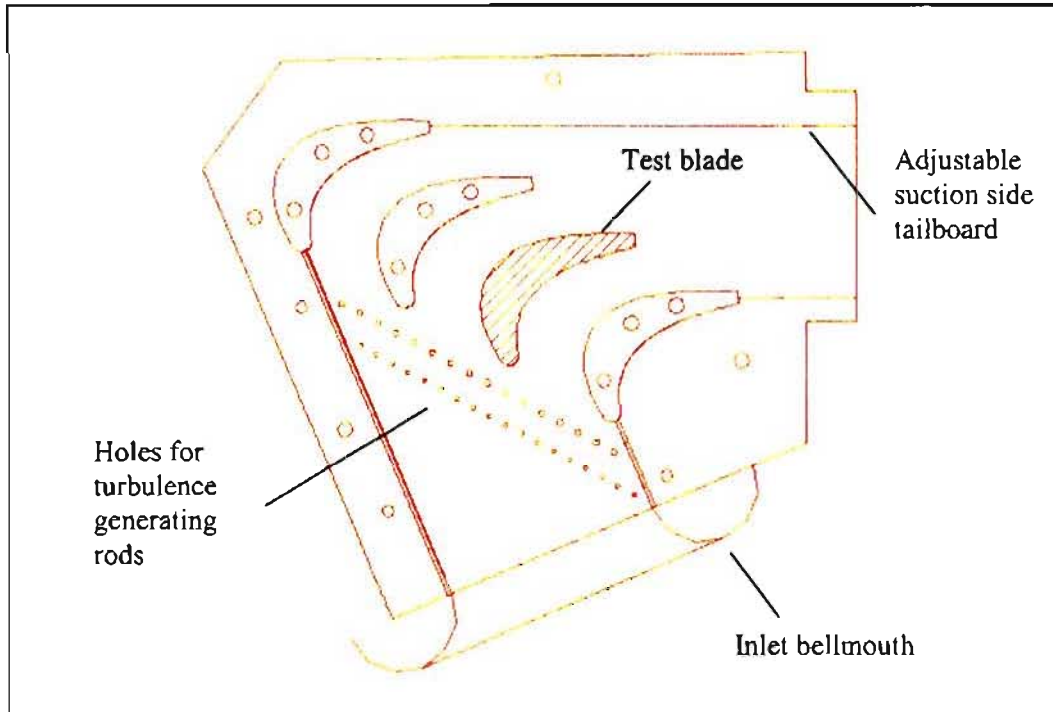 Test blade
Adjustable
suction side
tailboard
Holes for
turbulence
generating
rods
Inlet bellmouth